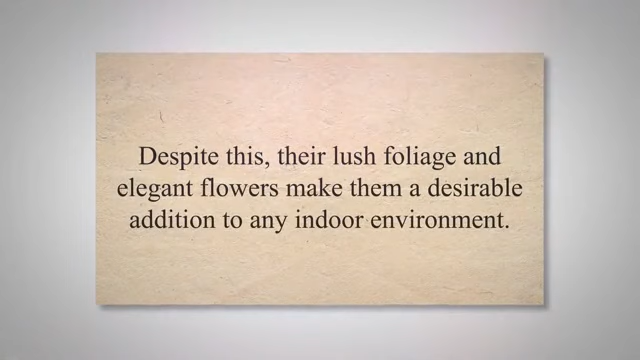 Despite this, their lush foliage and
elegant flowers make them a desirable
addition to any indoor environment.